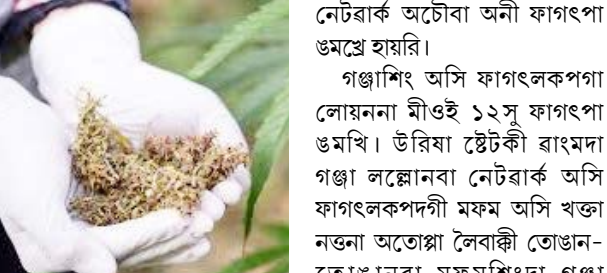 নেটৱার্ক অচৌবা অনী ফাগৎপা
ঙমখ্রে হায়রি।
গঞ্জাশিং অসি ফাগৎলকপগা
লোয়ননা মীওই ১২সু ফাগৎপা
ঙমখি। উরিষা ষ্টেটকী ৱাংমদা
গঞ্জা লল্লোনবা নেটৱার্ক অসি
ফাগৎলকপদগী মফম অসি খক্তা
নত্তনা অতোপ্পা লৈবাক্কী তোঙান-